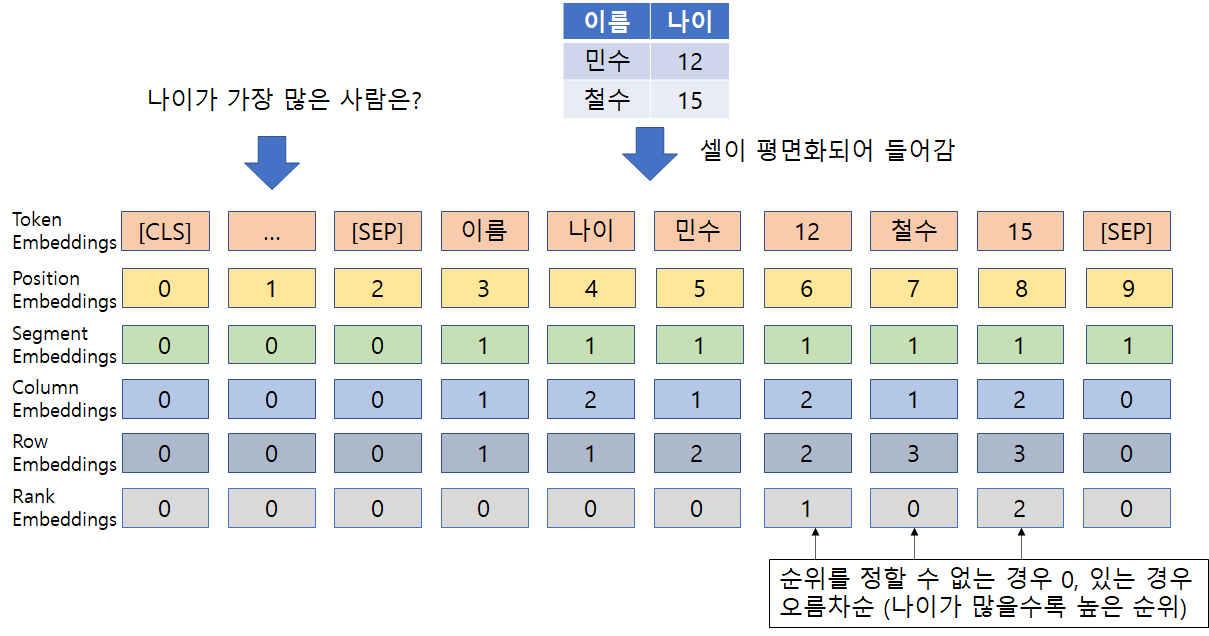 이름 나이
민수 12
철수 15
나이가 가장 많은 사람은?
셀이 평면화되어 들어감
Token
Embeddings [CLS] ... [SEP] 이름 나이 민수 12 철수 15 [SEP]
Position
Embeddings 0 1 2 3 4 5 6 7 8 9
Segment
Embeddings 0 0 0 1 1 1 1 1 1 1
Column
Embeddings 0 0 0 1 2 1 2 1 2 0
Row
Embeddings 0 0 0 1 1 2 2 3 3 0
Rank
Embeddings 0 0 0 0 0 0 1 0 2 0
순위를 정할 수 없는 경우 0, 있는 경우
오름차순 (나이가 많을수록 높은 순위)